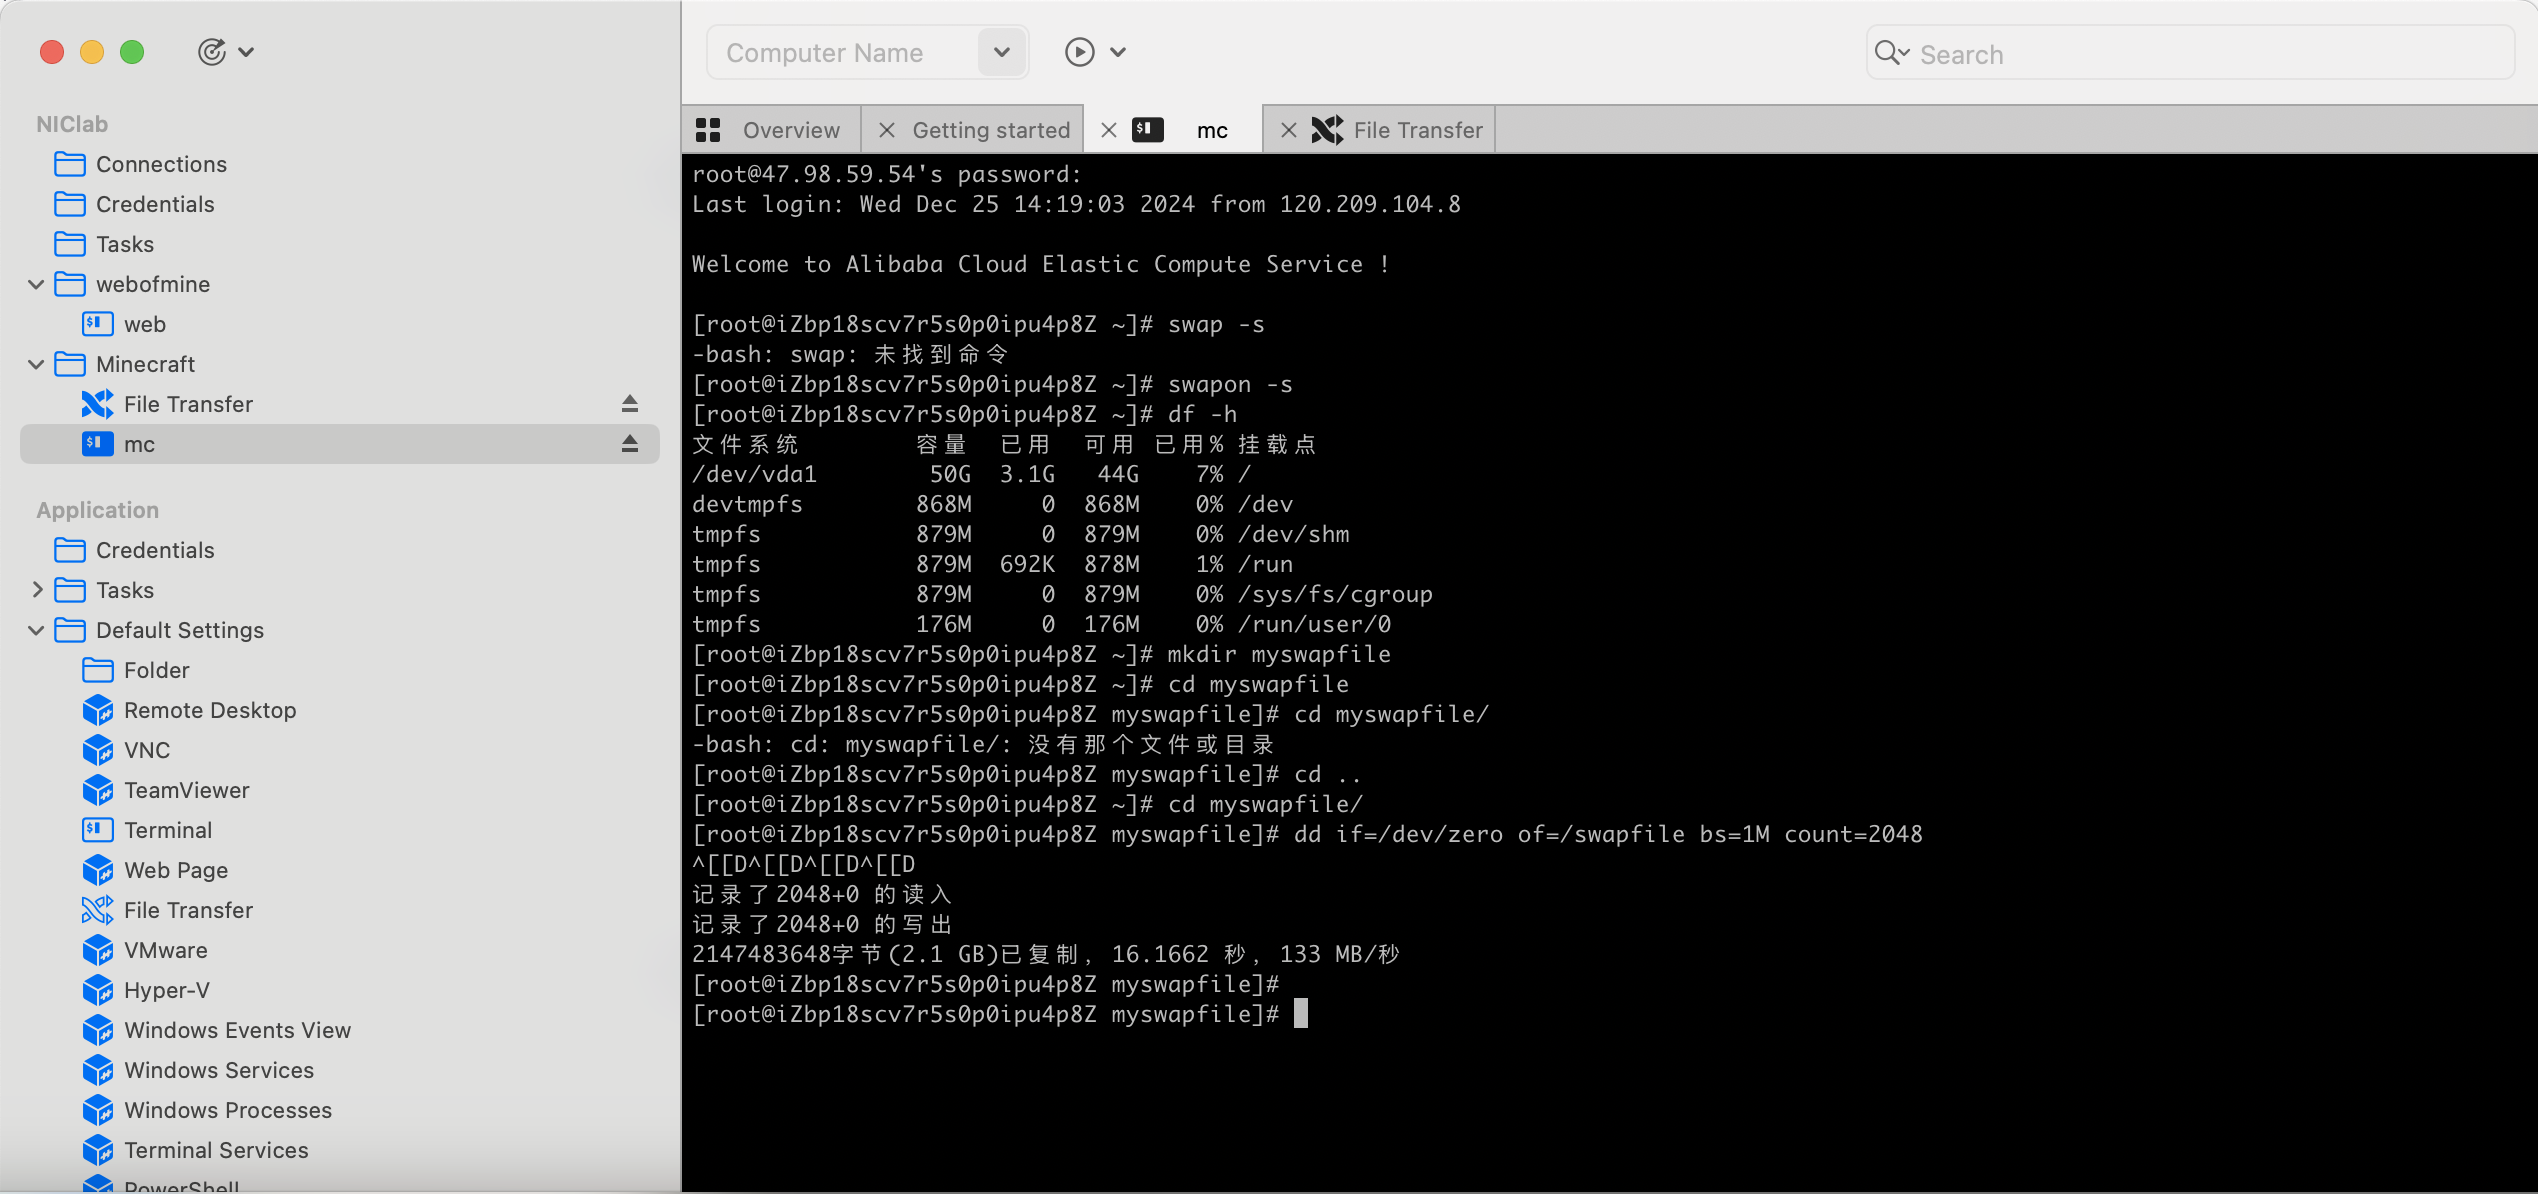 NIClab
Connections
Credentials
Tasks
webofmine
web
Minecraft
File Transfer
mc
Application
Credentials
Tasks
Default Settings
Folder
Remote Desktop
VNC
TeamViewer
Terminal
Web Page
File Transfer
VMware
Hyper-V
Windows Events View
Windows Services
Windows Processes
Terminal Services
PowerShell
Computer Name
Search
Overview
Getting started
mc
File Transfer
root@47.98.59.54's password:
Last login: Wed Dec 25 14:19:03 2024 from 120.209.104.8
Welcome to Alibaba Cloud Elastic Compute Service !
[root@iZbp18scv7r5s0p0ipu4p8Z ~]# swap -s
-bash: swap: 未找到命令
[root@iZbp18scv7r5s0p0ipu4p8Z ~]# swapon -s
[root@iZbp18scv7r5s0p0ipu4p8Z ~]# df -h
文件系统 容量 已用 可用 已用% 挂载点
/dev/vda1 50G 3.1G 44G 7% /
devtmpfs 868M 0 868M 0% /dev
tmpfs 879M 0 879M 0% /dev/shm
tmpfs 879M 692K 878M 1% /run
tmpfs 879M 0 879M 0% /sys/fs/cgroup
tmpfs 176M 0 176M 0% /run/user/0
[root@iZbp18scv7r5s0p0ipu4p8Z ~]# mkdir myswapfile
[root@iZbp18scv7r5s0p0ipu4p8Z ~]# cd myswapfile
[root@iZbp18scv7r5s0p0ipu4p8Z myswapfile]# cd myswapfile/
-bash: cd: myswapfile/: 没有那个文件或目录
[root@iZbp18scv7r5s0p0ipu4p8Z myswapfile]# cd ..
[root@iZbp18scv7r5s0p0ipu4p8Z ~]# cd myswapfile/
[root@iZbp18scv7r5s0p0ipu4p8Z myswapfile]# dd if=/dev/zero of=/swapfile bs=1M count=2048
^[[D^[[D^[[D^[[D
记录了2048+0 的读入
记录了2048+0 的写出
2147483648字节(2.1 GB)已复制，16.1662 秒，133 MB/秒
[root@iZbp18scv7r5s0p0ipu4p8Z myswapfile]#
[root@iZbp18scv7r5s0p0ipu4p8Z myswapfile]#